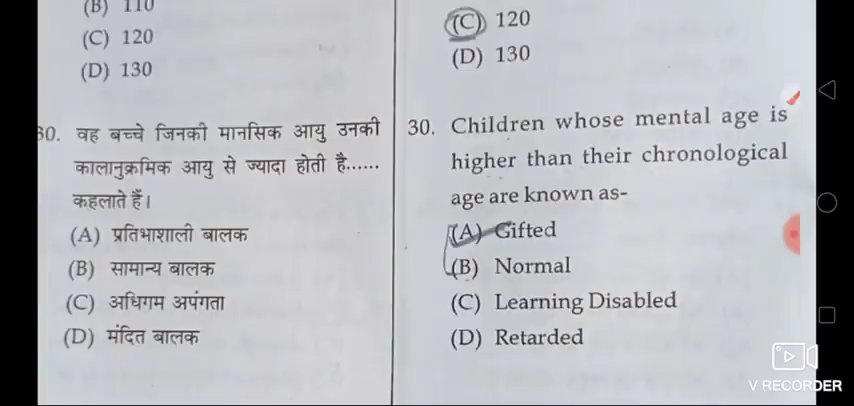 (B) 110
(C) 120
(D) 130
30. वह बच्चे जिनकी मानसिक आयु उनकी
कालानुक्रमिक आयु से ज्यादा होती है......
कहलाते हैं।
(A) प्रतिभाशाली बालक
(B) सामान्य बालक
(C) अधिगम अपंगता
(D) मंदित बालक
(C) 120
(D) 130
30. Children whose mental age is
higher than their chronological
age are known as-
(A) Gifted
(B) Normal
(C) Learning Disabled
(D) Retarded
V RECORDER